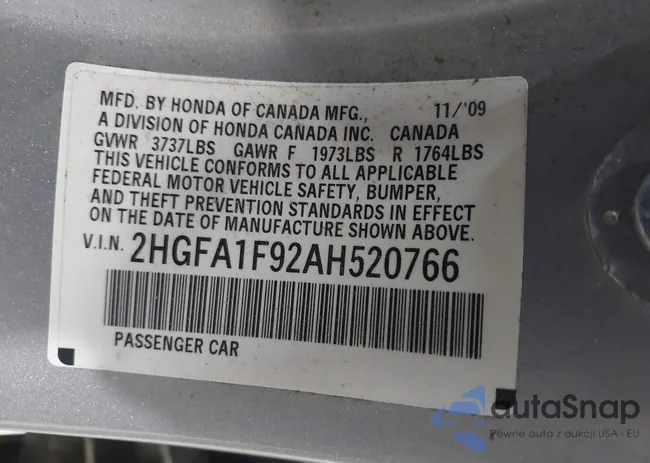 MFD. BY HONDA OF CANADA MFG., 11/'09
A DIVISION OF HONDA CANADA INC. CANADA
GVWR 3737LBS GAWR F 1973LBS R 1764LBS
THIS VEHICLE CONFORMS TO ALL APPLICABLE
FEDERAL MOTOR VEHICLE SAFETY, BUMPER,
AND THEFT PREVENTION STANDARDS IN EFFECT
ON THE DATE OF MANUFACTURE SHOWN ABOVE.
V.I.N. 2HGFA1F92AH520766
PASSENGER CAR
autaSnap
Pewne auta z aukcji USA i EU